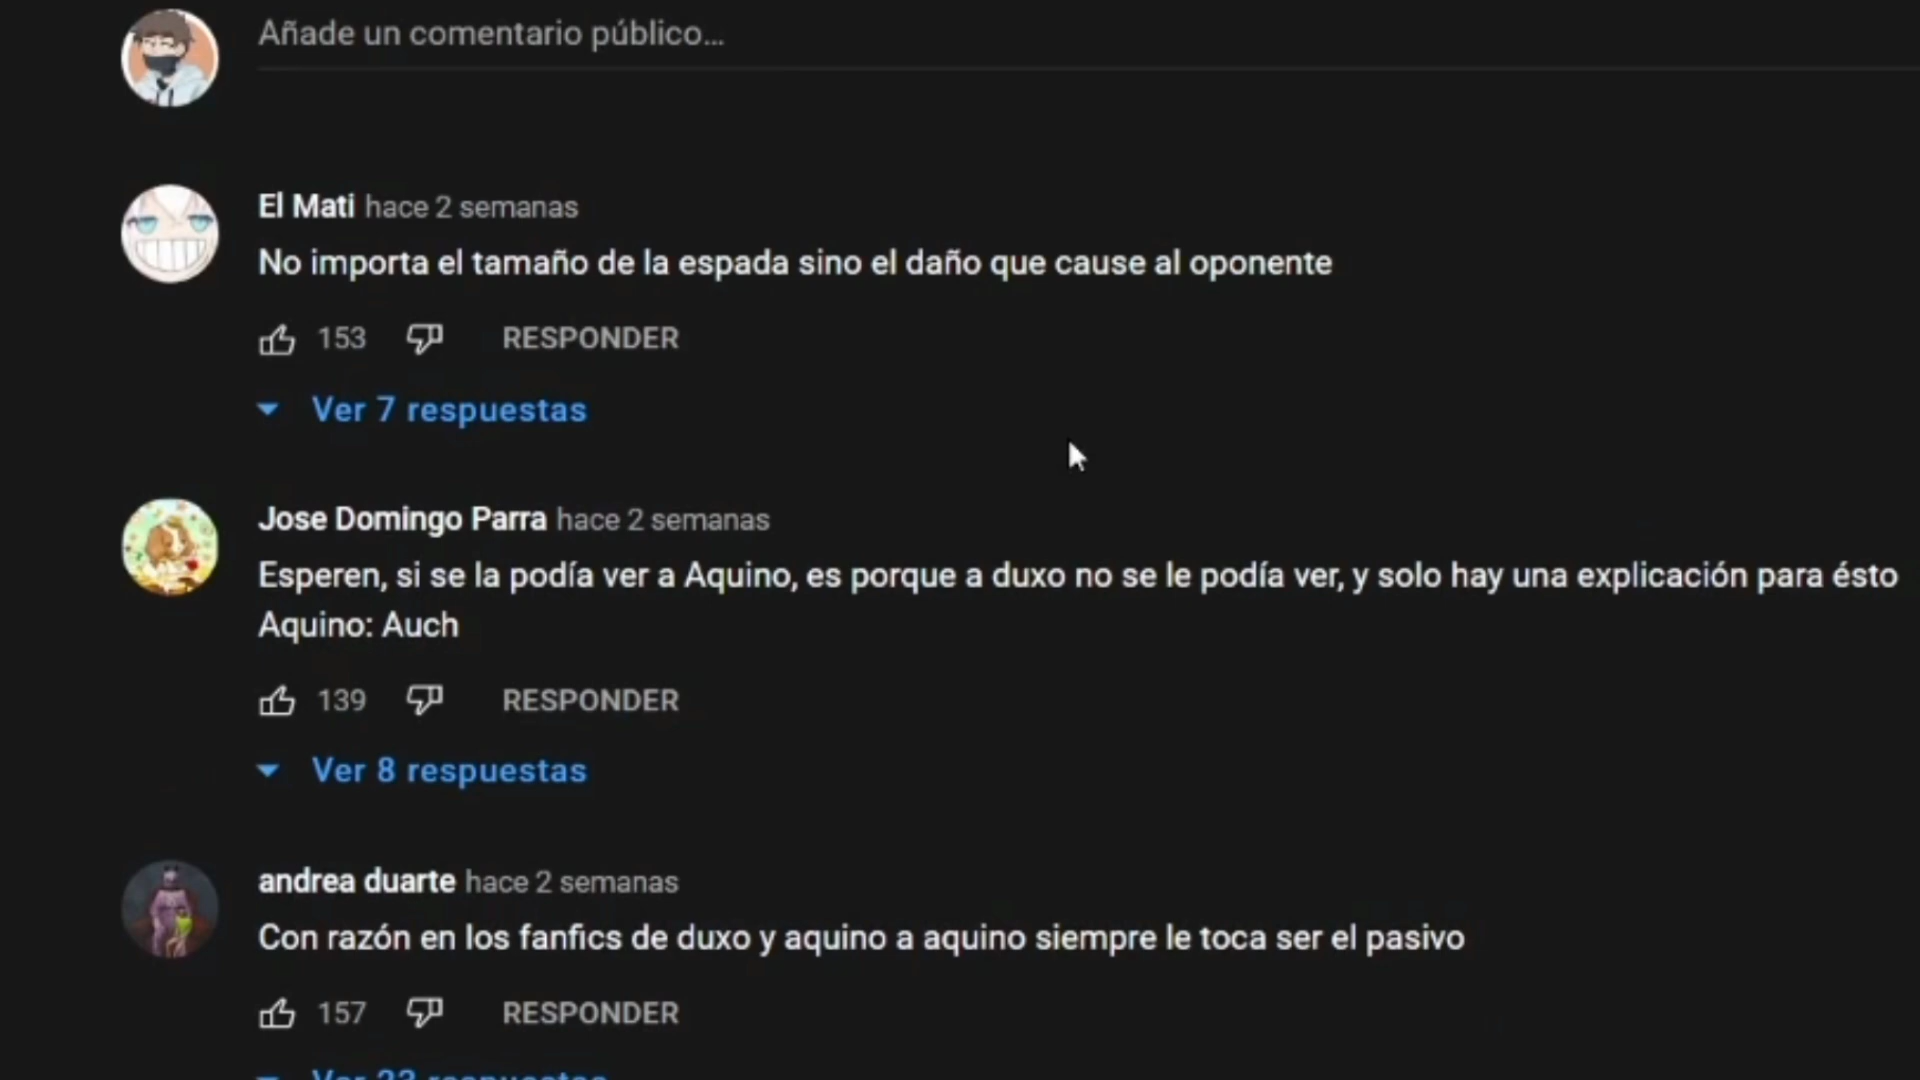 Añade un comentario público...
El Mati hace 2 semanas
No importa el tamaño de la espada sino el daño que cause al oponente
153 RESPONDER
Ver 7 respuestas
Jose Domingo Parra hace 2 semanas
Esperen, si se la podía ver a Aquino, es porque a duxo no se le podía ver, y solo hay una explicación para ésto
Aquino: Auch
139 RESPONDER
Ver 8 respuestas
andrea duarte hace 2 semanas
Con razón en los fanfics de duxo y aquino a aquino siempre le toca ser el pasivo
157 RESPONDER
Ver 23 respuestas